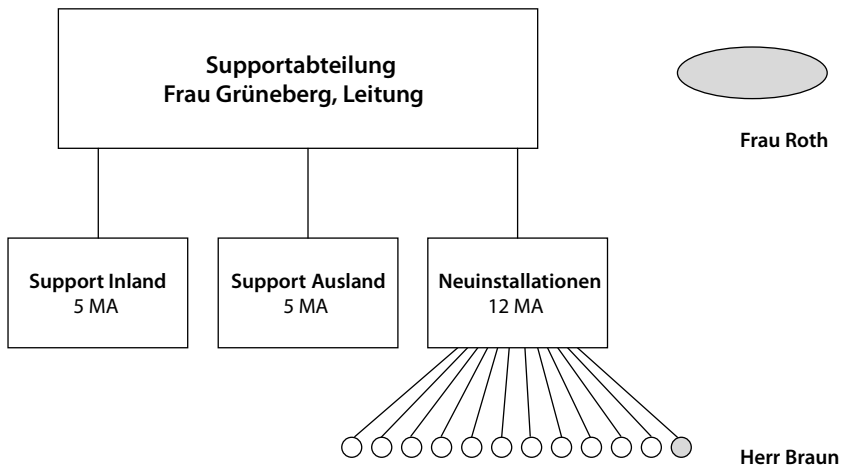 Supportabteilung
Frau Grüneberg, Leitung
Frau Roth
Support Inland
5 MA
Support Ausland
5 MA
Neuinstallationen
12 MA
Herr Braun